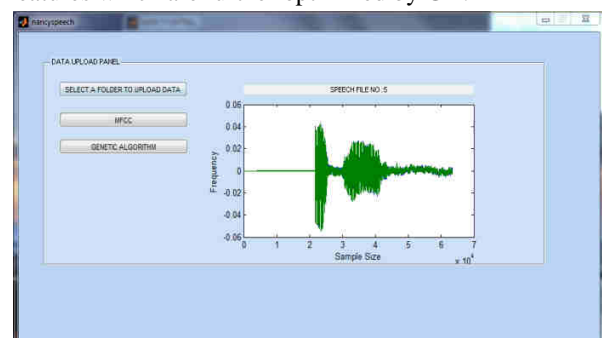 nancyspeech
DATA UPLOAD PANEL
SELECT A FOLDER TO UPLOAD DATA
MFCC
GENETIC ALGORITHM
SPEECH FILE NO :5
Frequency
0.06
0.04
0.02
0
-0.02
-0.04
-0.06
0 1 2 3 4 5 6 7
Sample Size
x 10^4